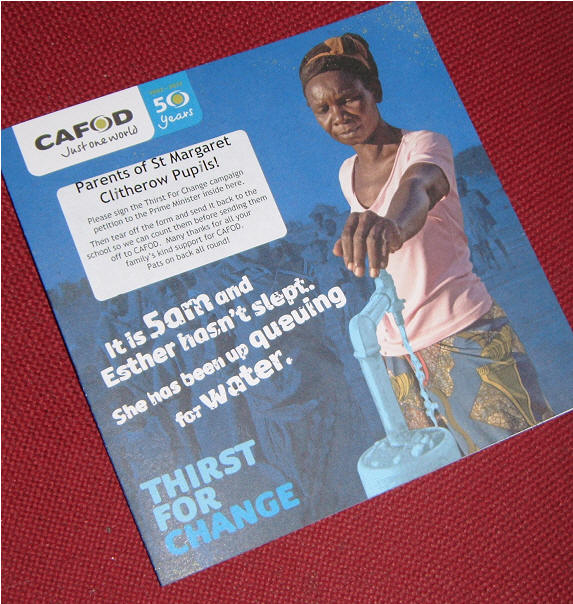 CAFOD
Just one world
1962 - 2012
50
years
Parents of St Margaret
Clitherow Pupils!
Please sign the Thirst For Change campaign
petition to the Prime Minister inside here.
Then tear off the form and send it back to the
school so we can count them before sending them
off to CAFOD. Many thanks for all your
family's kind support for CAFOD.
Pats on back all round!
It is 5am and
Esther hasn't slept.
She has been up queuing
for water.
THIRST
FOR
CHANGE